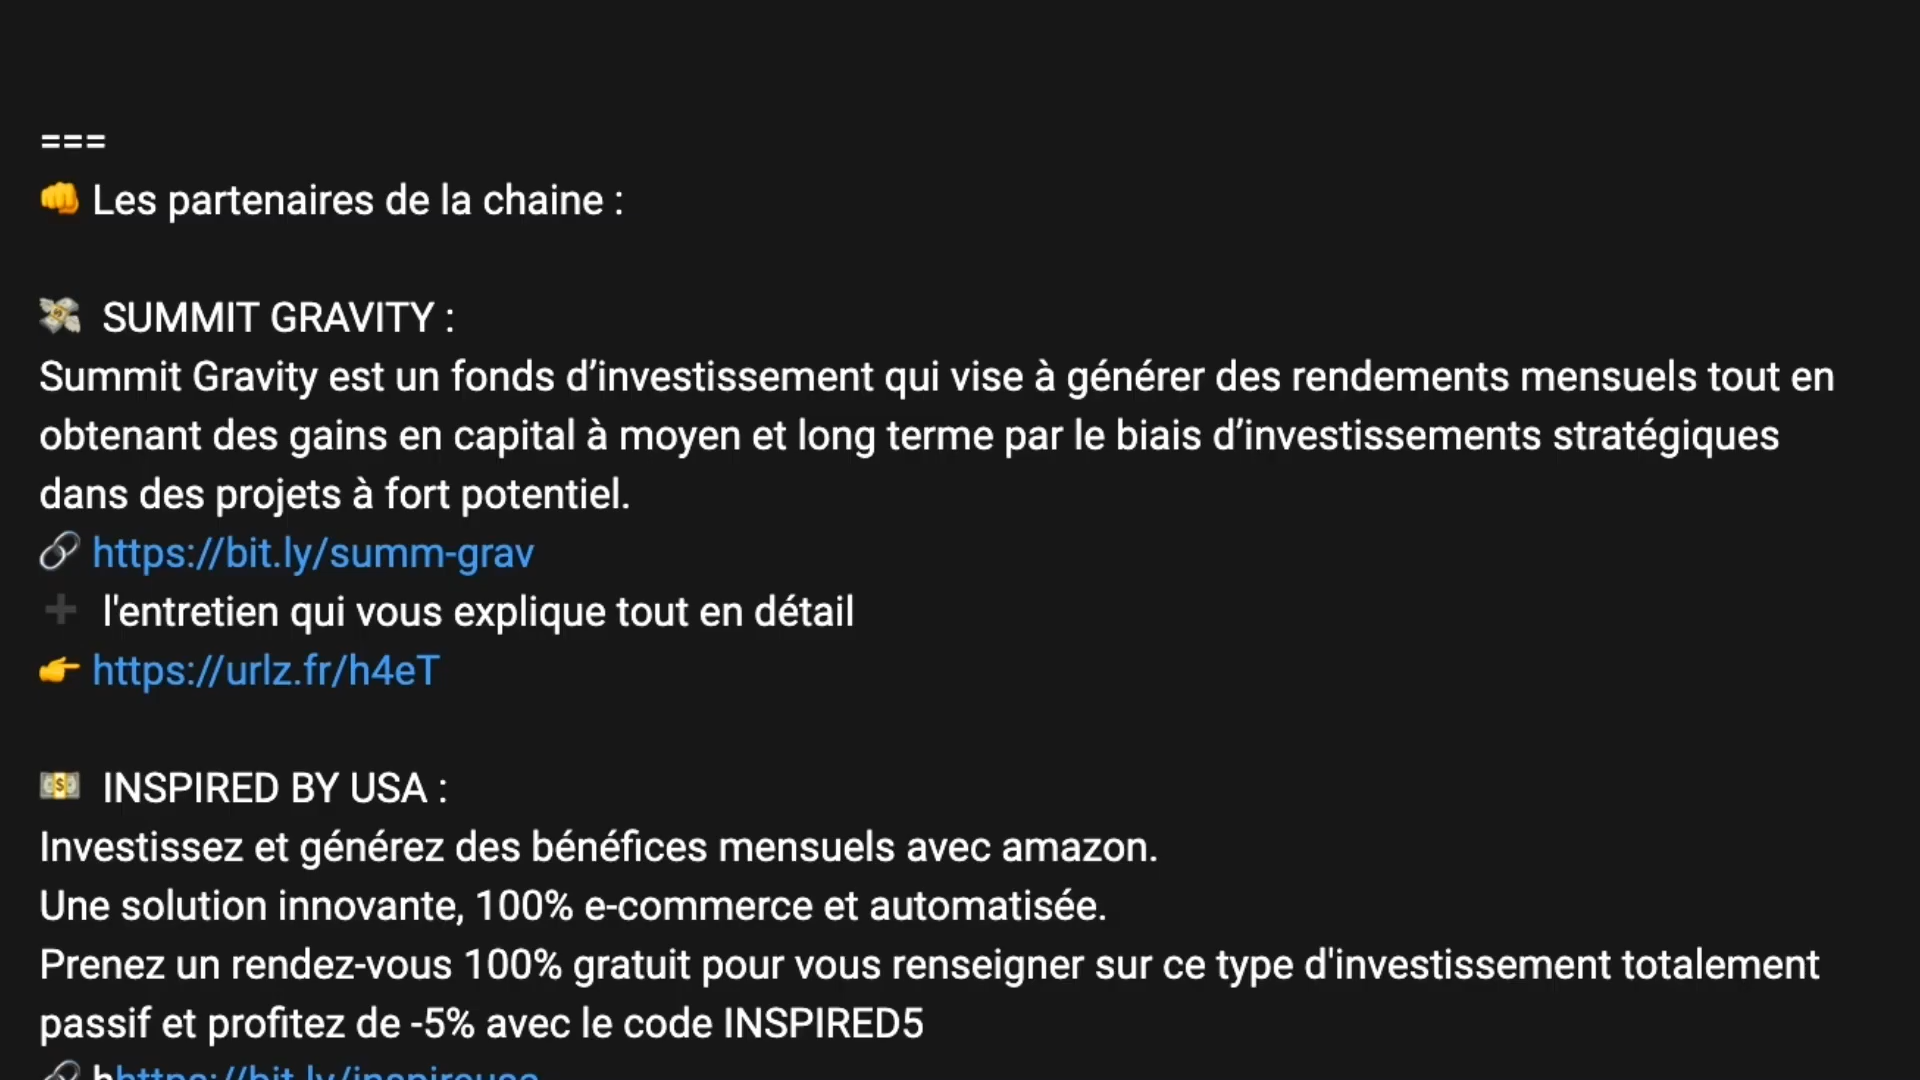 ===
👊 Les partenaires de la chaine :
💸 SUMMIT GRAVITY :
Summit Gravity est un fonds d’investissement qui vise à générer des rendements mensuels tout en
obtenant des gains en capital à moyen et long terme par le biais d’investissements stratégiques
dans des projets à fort potentiel.
🔗 https://bit.ly/summ-grav
➕ l'entretien qui vous explique tout en détail
👉 https://urlz.fr/h4eT
💵 INSPIRED BY USA :
Investissez et générez des bénéfices mensuels avec amazon.
Une solution innovante, 100% e-commerce et automatisée.
Prenez un rendez-vous 100% gratuit pour vous renseigner sur ce type d'investissement totalement
passif et profitez de -5% avec le code INSPIRED5